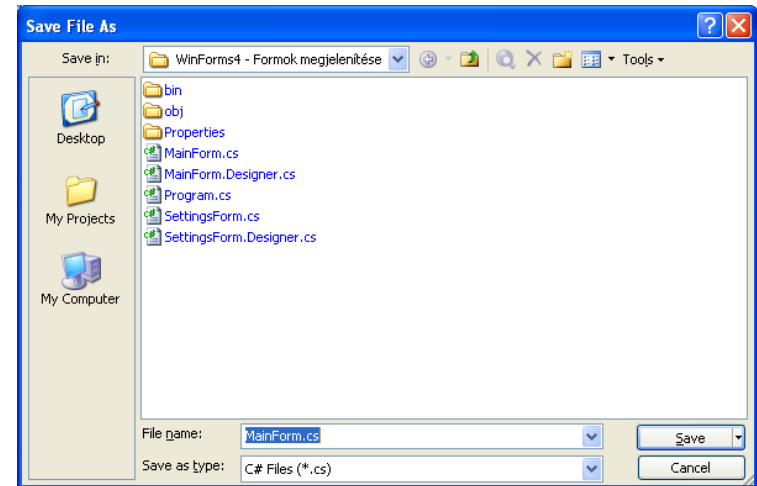 Save File As
Save in:
WinForms4 - Formok megjelenítése
Tools
bin
obj
Properties
MainForm.cs
MainForm.Designer.cs
Program.cs
SettingsForm.cs
SettingsForm.Designer.cs
Desktop
My Projects
My Computer
File name:
MainForm.cs
Save
Save as type:
C# Files (*.cs)
Cancel